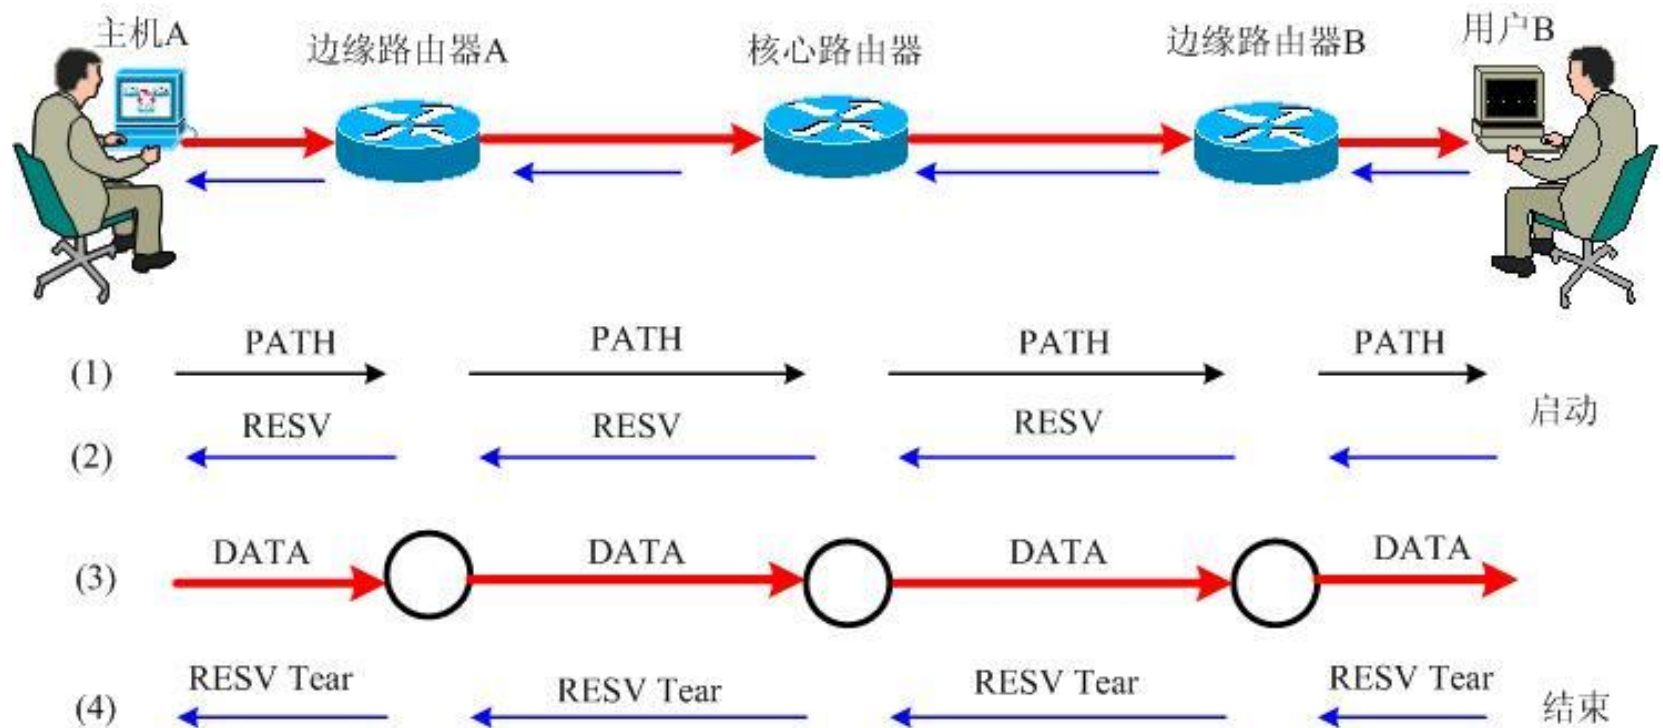 主机A
边缘路由器A
核心路由器
边缘路由器B
用户B
(1) PATH PATH PATH PATH
启动
(2) RESV RESV RESV
(3) DATA DATA DATA DATA
(4) RESV Tear RESV Tear RESV Tear RESV Tear
结束